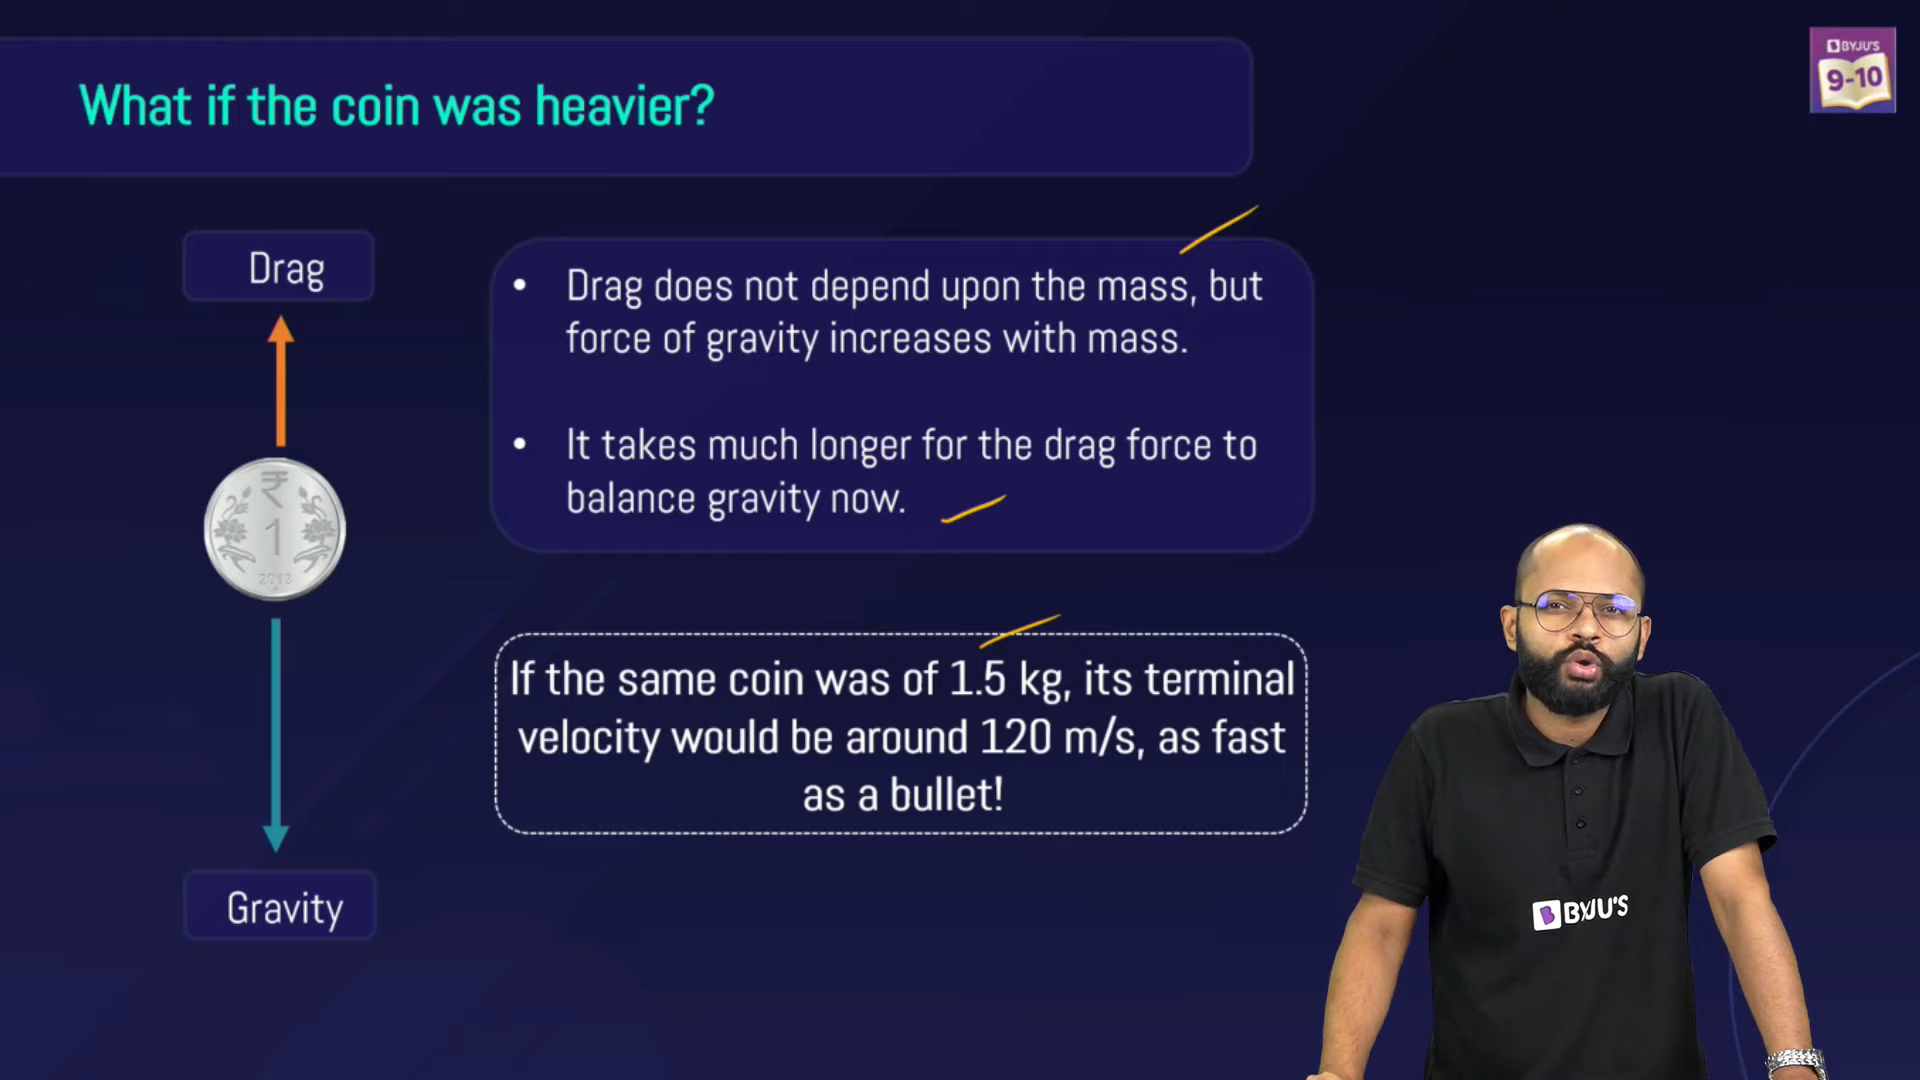 BYJU'S
9-10
What if the coin was heavier?
Drag
• Drag does not depend upon the mass, but
force of gravity increases with mass.
• It takes much longer for the drag force to
balance gravity now.
₹
1
2013
If the same coin was of 1.5 kg, its terminal
velocity would be around 120 m/s, as fast
as a bullet!
Gravity
BYJU'S